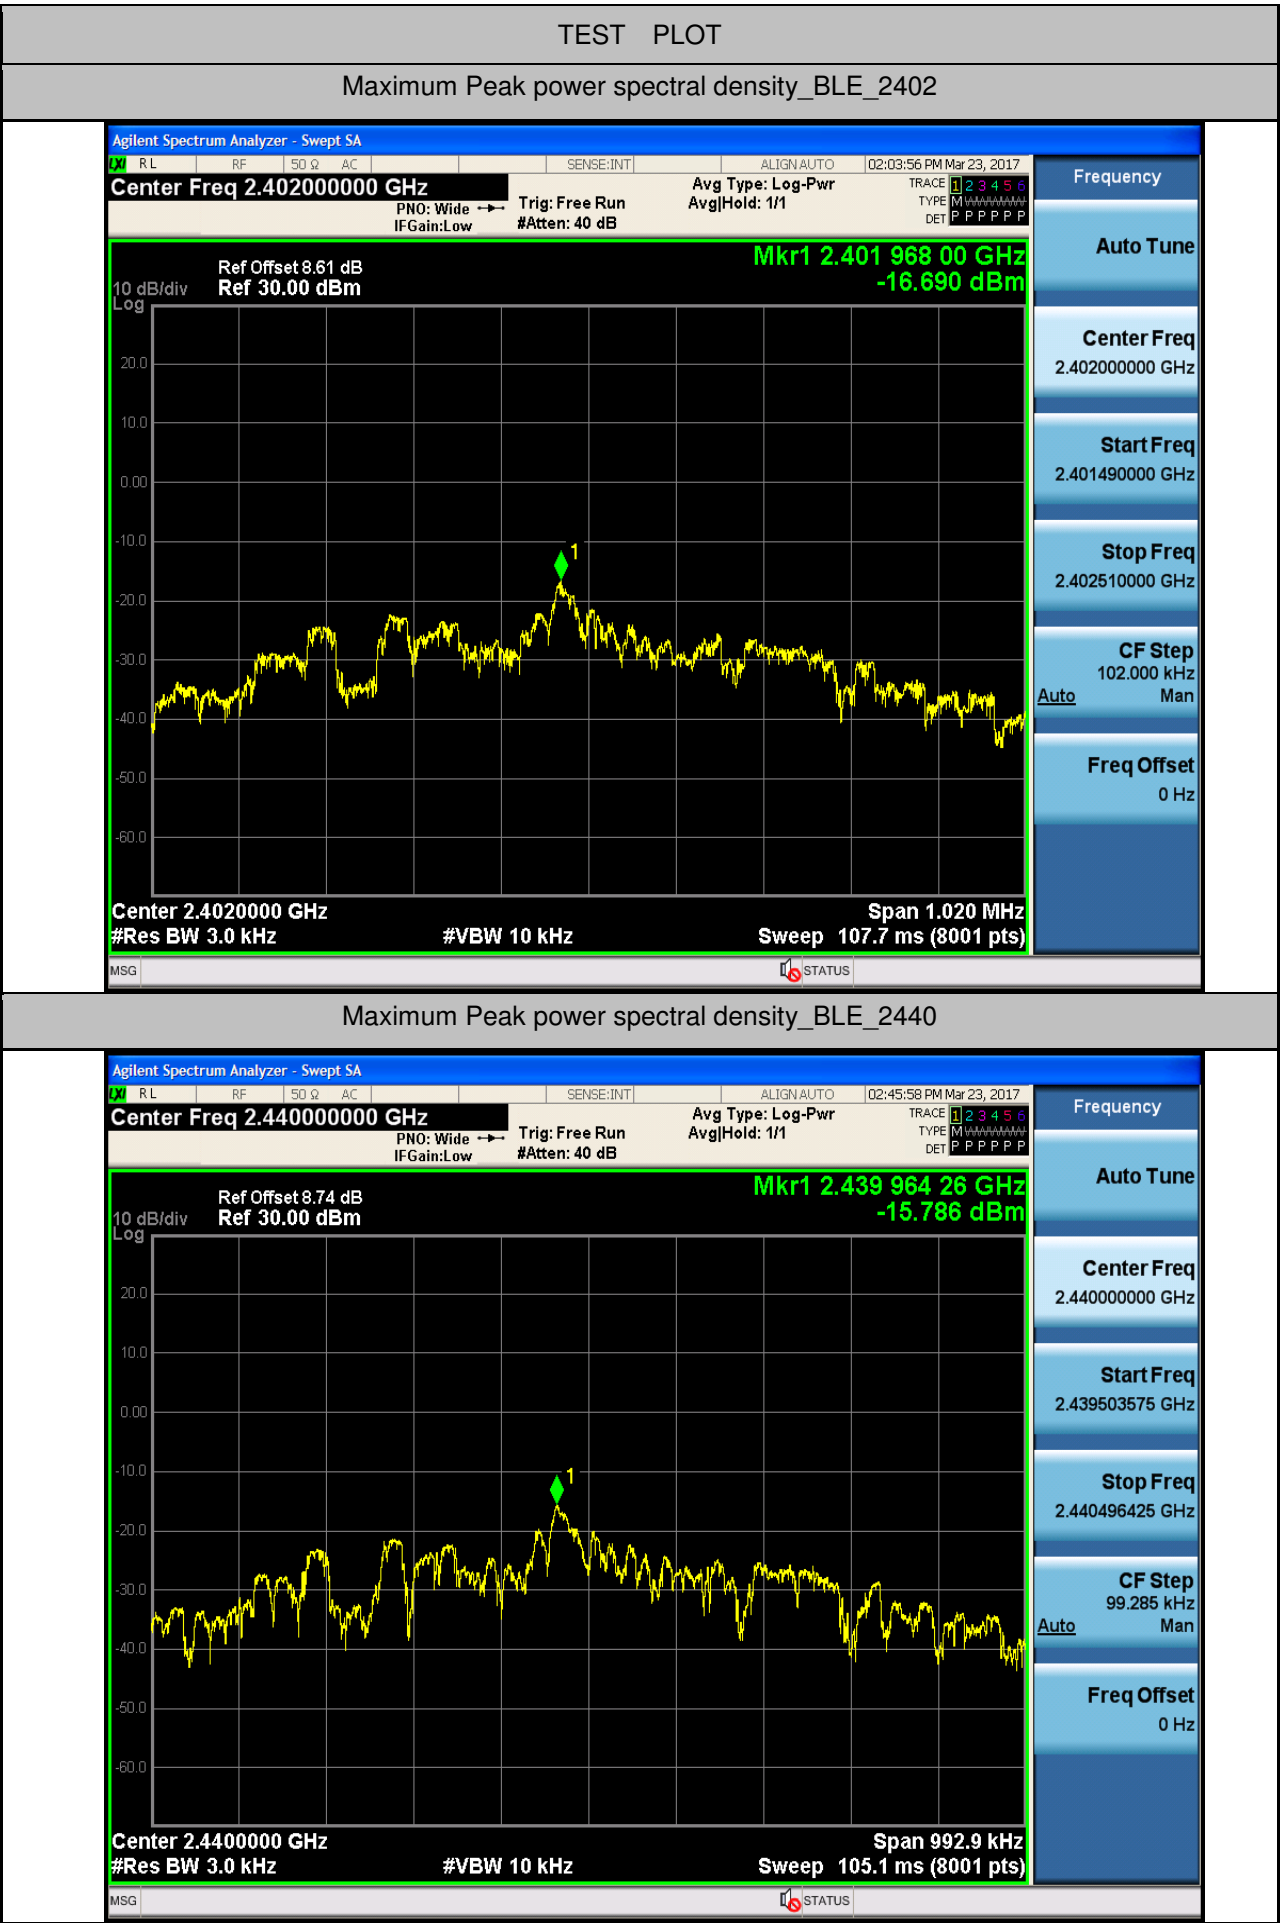 TEST PLOT
Maximum Peak power spectral density_BLE_2402
Agilent Spectrum Analyzer - Swept SA
LXI RL RF 50 Ω AC SENSE:INT ALIGN AUTO 02:03:56 PM Mar 23, 2017
Center Freq 2.402000000 GHz
PNO: Wide
IFGain:Low
Trig: Free Run
#Atten: 40 dB
Avg Type: Log-Pwr
Avg|Hold: 1/1
TRACE 1 2 3 4 5 6
TYPE M WWWWW
DET P P P P P P
Frequency
Mkr1 2.401 968 00 GHz
-16.690 dBm
Ref Offset 8.61 dB
10 dB/div Ref 30.00 dBm
Log
20.0
10.0
0.00
-10.0
-20.0
-30.0
-40.0
-50.0
-60.0
1
Center 2.4020000 GHz Span 1.020 MHz
#Res BW 3.0 kHz #VBW 10 kHz Sweep 107.7 ms (8001 pts)
Auto Tune
Center Freq
2.402000000 GHz
Start Freq
2.401490000 GHz
Stop Freq
2.402510000 GHz
CF Step
102.000 kHz
Auto Man
Freq Offset
0 Hz
MSG STATUS
Maximum Peak power spectral density_BLE_2440
Agilent Spectrum Analyzer - Swept SA
LXI RL RF 50 Ω AC SENSE:INT ALIGN AUTO 02:45:58 PM Mar 23, 2017
Center Freq 2.440000000 GHz
PNO: Wide
IFGain:Low
Trig: Free Run
#Atten: 40 dB
Avg Type: Log-Pwr
Avg|Hold: 1/1
TRACE 1 2 3 4 5 6
TYPE M WWWWW
DET P P P P P P
Frequency
Mkr1 2.439 964 26 GHz
-15.786 dBm
Ref Offset 8.74 dB
10 dB/div Ref 30.00 dBm
Log
20.0
10.0
0.00
-10.0
-20.0
-30.0
-40.0
-50.0
-60.0
1
Center 2.4400000 GHz Span 992.9 kHz
#Res BW 3.0 kHz #VBW 10 kHz Sweep 105.1 ms (8001 pts)
Auto Tune
Center Freq
2.440000000 GHz
Start Freq
2.439503575 GHz
Stop Freq
2.440496425 GHz
CF Step
99.285 kHz
Auto Man
Freq Offset
0 Hz
MSG STATUS